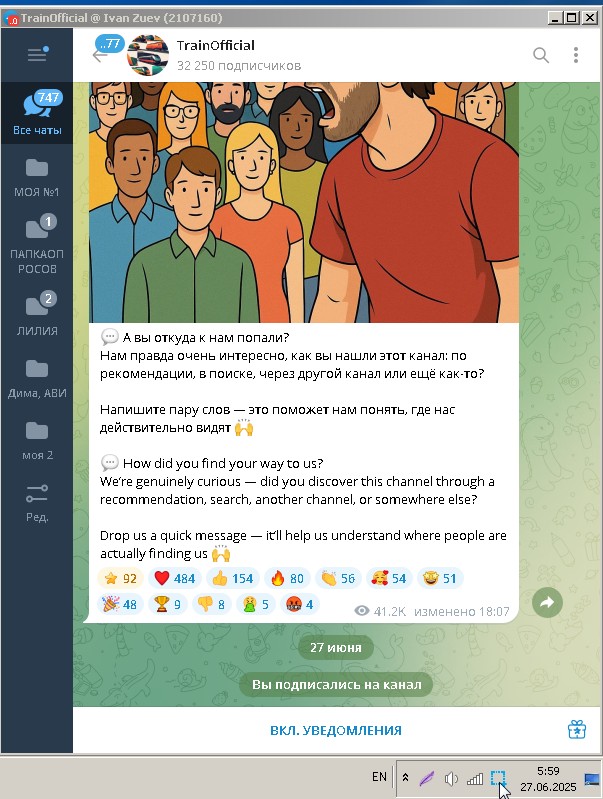 TrainOfficial @ Ivan Zuev (2107160)
..77
TrainOfficial
32 250 подписчиков
747
Все чаты
МОЯ №1
1
ПАПКАОП
РОСОВ
2
ЛИЛИЯ
Дима, АВИ
моя 2
Ред.
А вы откуда к нам попали?
Нам правда очень интересно, как вы нашли этот канал: по
рекомендации, в поиске, через другой канал или ещё как-то?
Напишите пару слов — это поможет нам понять, где нас
действительно видят
How did you find your way to us?
We’re genuinely curious — did you discover this channel through a
recommendation, search, another channel, or somewhere else?
Drop us a quick message — it’ll help us understand where people are
actually finding us
92 484 154 80 56 54 51
48 9 8 5 4 41.2K изменено 18:07
27 июня
Вы подписались на канал
ВКЛ. УВЕДОМЛЕНИЯ
EN
5:59
27.06.2025